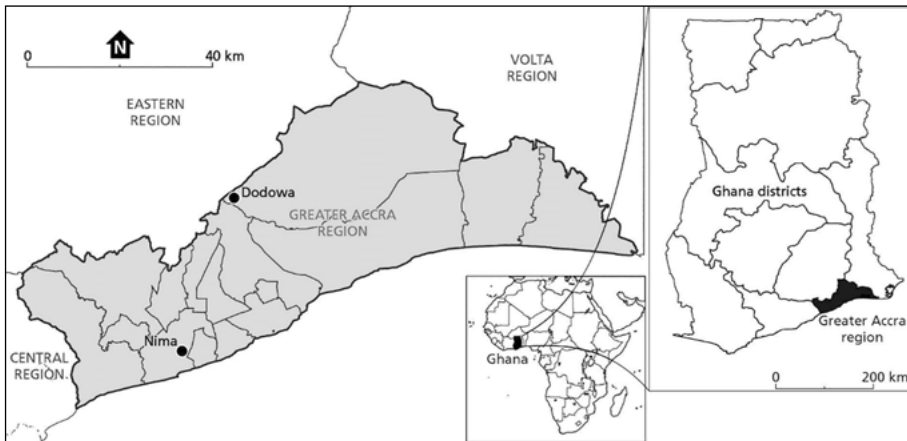 N
0
40 km
EASTERN
REGION
VOLTA
REGION
Dodowa
GREATER ACCRA
REGION
Nima
CENTRAL
REGION
Ghana
Ghana districts
Greater Accra
region
0
200 km